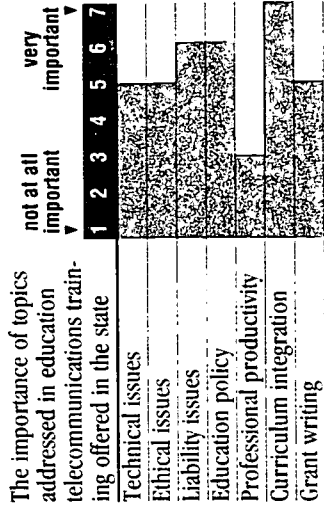 The importance of topics
addressed in education
telecommunications train-
ing offered in the state
not at all
important
very
important
1 2 3 4 5 6 7
Technical issues
Ethical issues
Liability issues
Education policy
Professional productivity
Curriculum integration
Grant writing